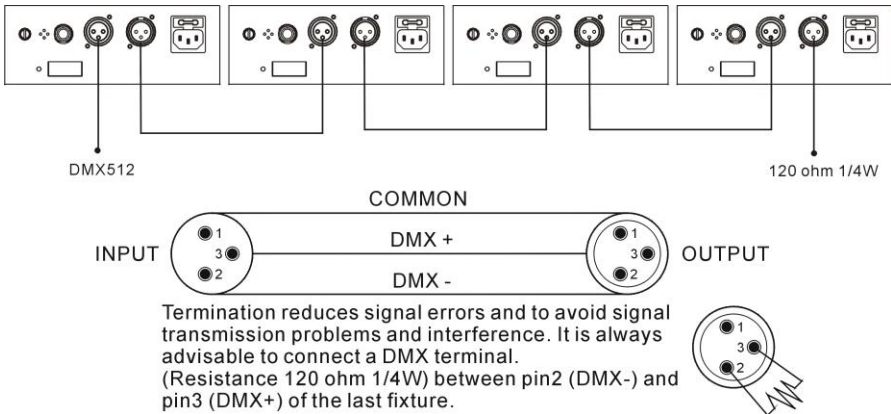 DMX512
120 ohm 1/4W
COMMON
INPUT
1
3
2
DMX +
DMX -
1
3
2
OUTPUT
Termination reduces signal errors and to avoid signal
transmission problems and interference. It is always
advisable to connect a DMX terminal.
(Resistance 120 ohm 1/4W) between pin2 (DMX-) and
pin3 (DMX+) of the last fixture.
1
3
2